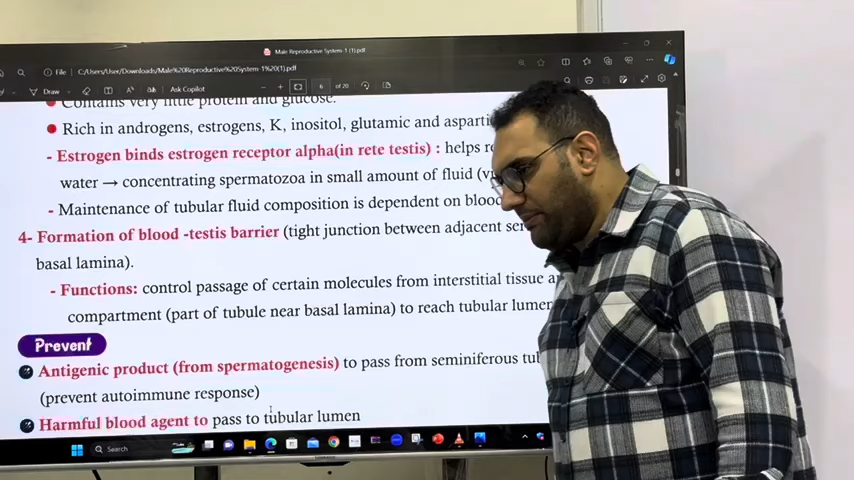 Male Reproductive System-1 (1).pdf
File | C:/Users/User/Downloads/Male%20Reproductive%20System-1%20(1).pdf
Draw
Ask Copilot
6 of 20
Contains very little protein and glucose.
Rich in androgens, estrogens, K, inositol, glutamic and asparti
- Estrogen binds estrogen receptor alpha(in rete testis) : helps
water → concentrating spermatozoa in small amount of fluid
- Maintenance of tubular fluid composition is dependent on blood
4- Formation of blood -testis barrier (tight junction between adjacent
basal lamina).
- Functions: control passage of certain molecules from interstitial tissue
compartment (part of tubule near basal lamina) to reach tubular lumen
Prevent
Antigenic product (from spermatogenesis) to pass from seminiferous
(prevent autoimmune response)
Harmful blood agent to pass to tubular lumen
Search